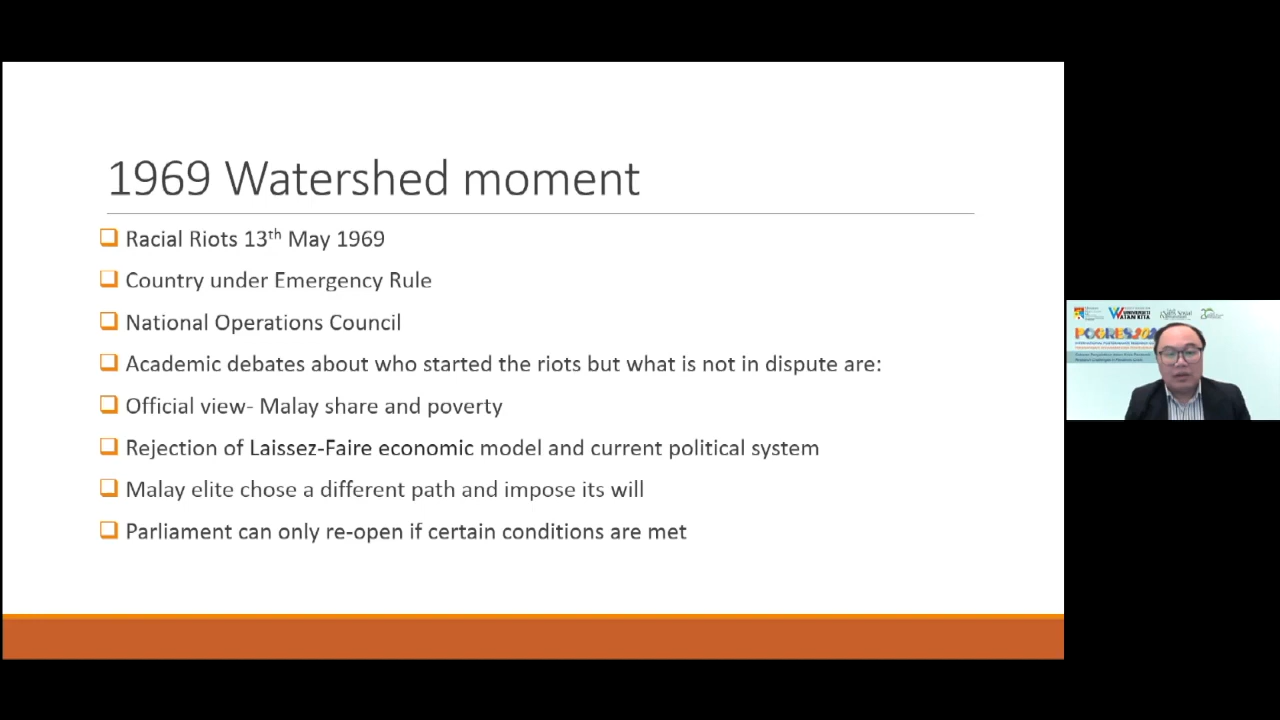 1969 Watershed moment
Racial Riots 13th May 1969
Country under Emergency Rule
National Operations Council
Academic debates about who started the riots but what is not in dispute are:
Official view- Malay share and poverty
Rejection of Laissez-Faire economic model and current political system
Malay elite chose a different path and impose its will
Parliament can only re-open if certain conditions are met
UNIVERSITI
WATAN KITA